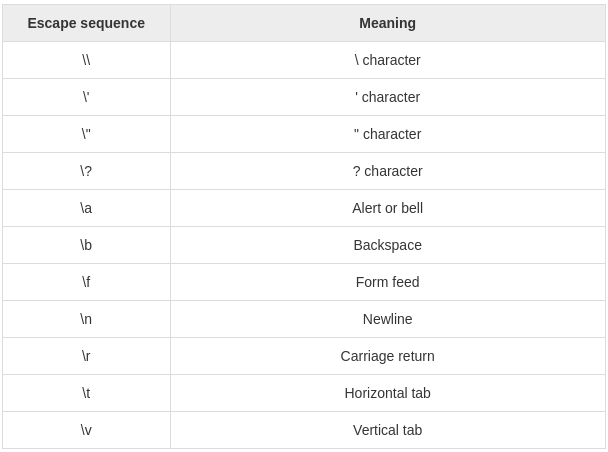 Escape sequence Meaning
\\ \ character
\' ' character
\" " character
\? ? character
\a Alert or bell
\b Backspace
\f Form feed
\n Newline
\r Carriage return
\t Horizontal tab
\v Vertical tab